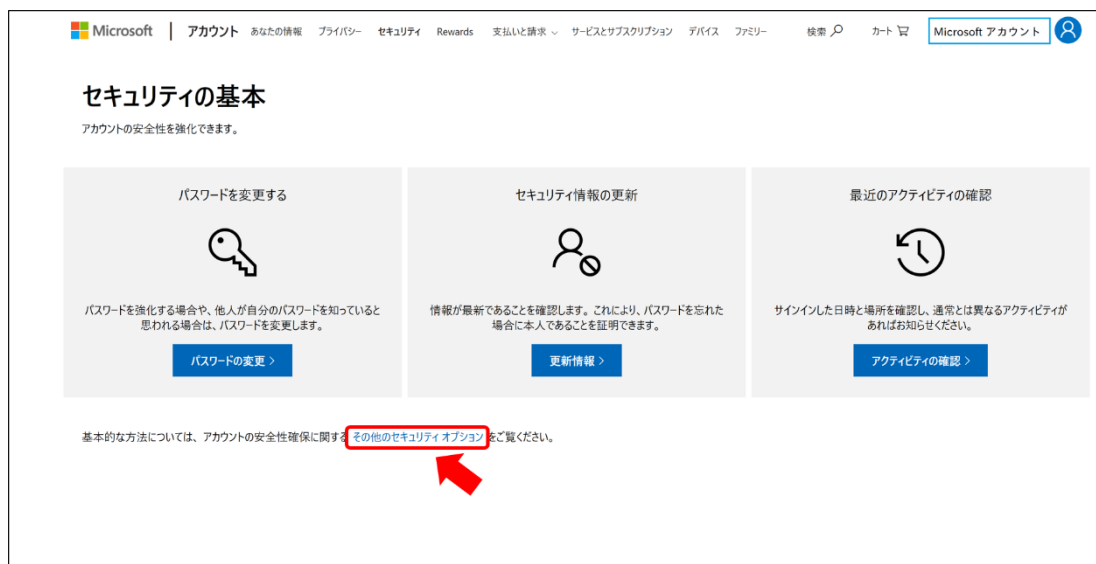 Microsoft | アカウント あなたの情報 プライバシー セキュリティ Rewards 支払いと請求 サービスとサブスクリプション デバイス ファミリー 検索 カート Microsoft アカウント
セキュリティの基本
アカウントの安全性を強化できます。
パスワードを変更する
パスワードを強化する場合や、他人が自分のパスワードを知っていると
思われる場合は、パスワードを変更します。
パスワードの変更 >
セキュリティ情報の更新
情報が最新であることを確認します。これにより、パスワードを忘れた
場合に本人であることを証明できます。
更新情報 >
最近のアクティビティの確認
サインインした日時と場所を確認し、通常とは異なるアクティビティが
あればお知らせください。
アクティビティの確認 >
基本的な方法については、アカウントの安全性確保に関する その他のセキュリティ オプション をご覧ください。